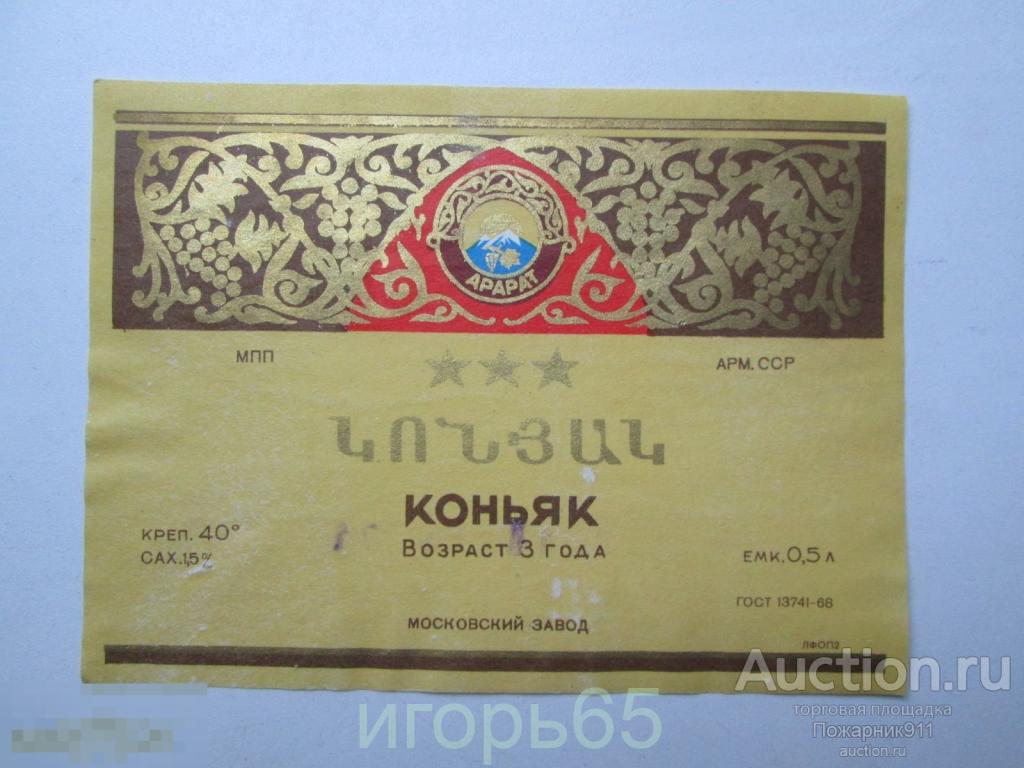 АРАРАТ
МПП
АРМ. ССР
ԿՈՆՅԱԿ
КОНЬЯК
ВОЗРАСТ 3 ГОДА
КРЕП. 40°
САХ. 1,5%
ЕМК. 0,5 Л
ГОСТ 13741-68
МОСКОВСКИЙ ЗАВОД
ЛФОП2
Auction.ru
торговая площадка
Пожарник911
auction.ru
игорь65